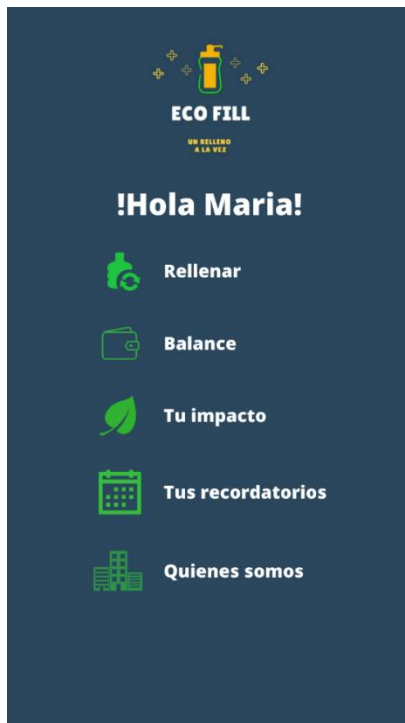 ECO FILL
UN RELLENO
A LA VEZ
!Hola Maria!
Rellenar
Balance
Tu impacto
Tus recordatorios
Quienes somos